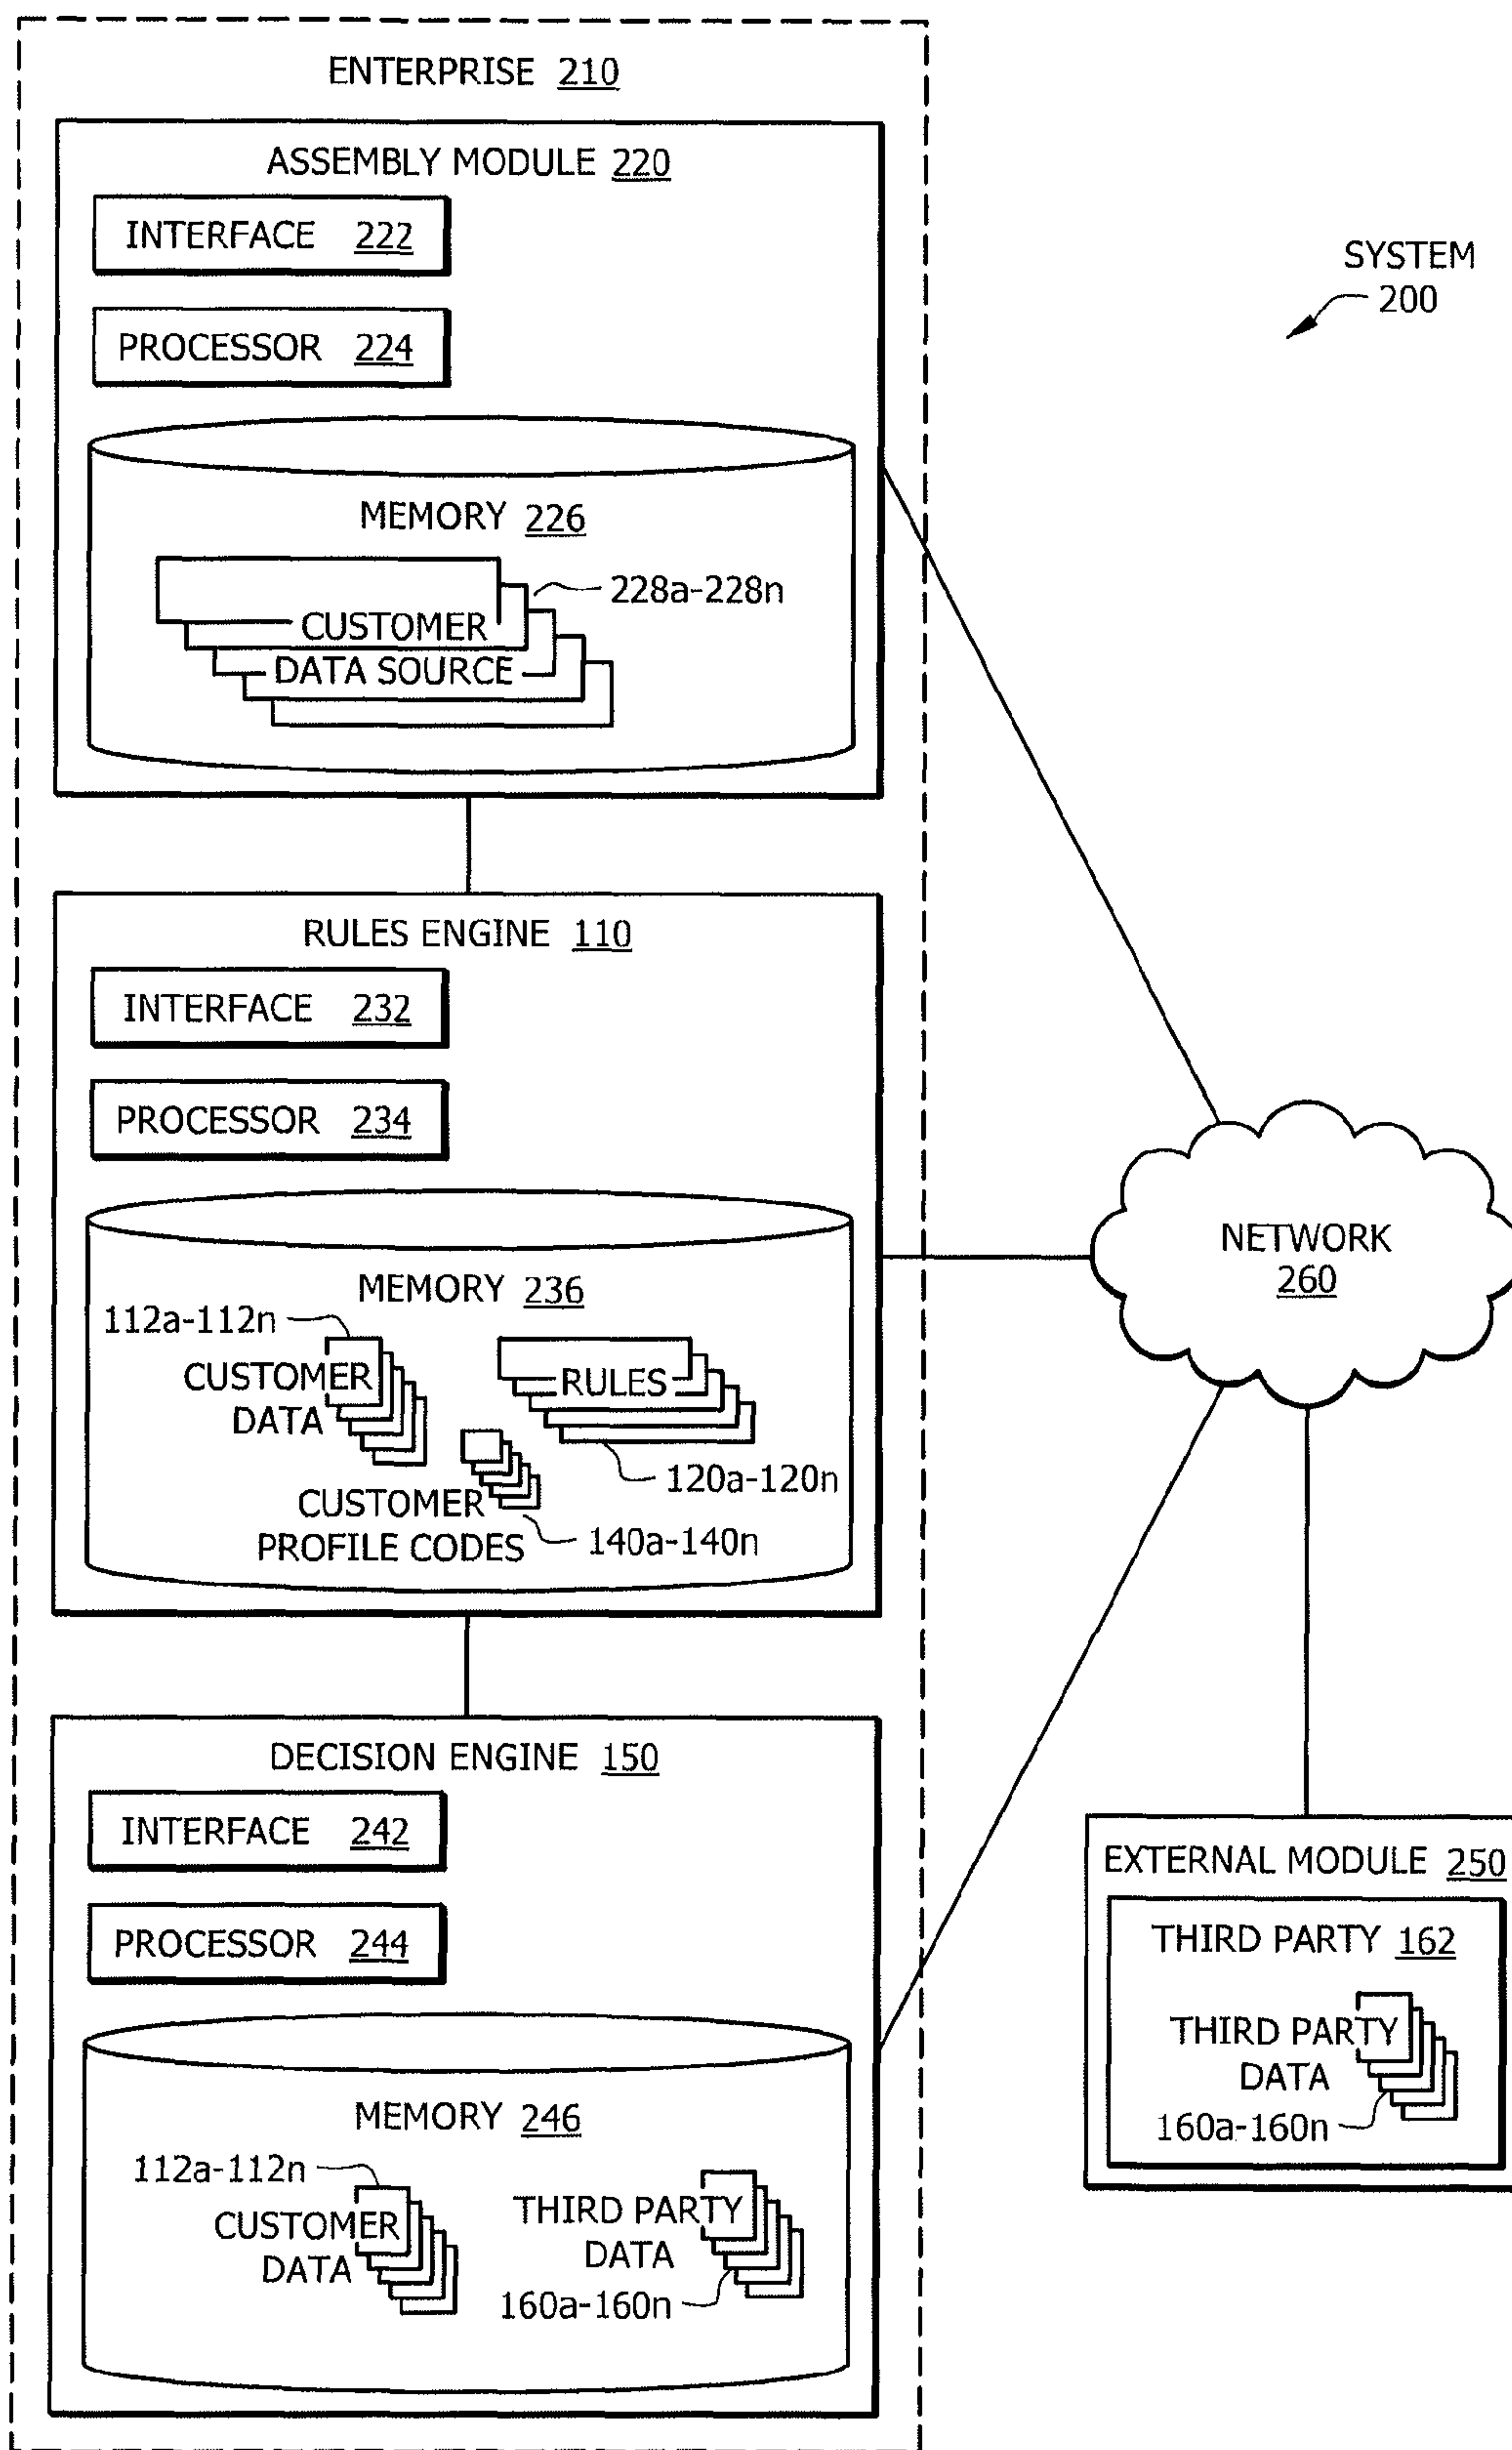 ENTERPRISE 210
ASSEMBLY MODULE 220
INTERFACE 222
PROCESSOR 224
MEMORY 226
228a-228n
CUSTOMER
DATA SOURCE
SYSTEM
200
RULES ENGINE 110
INTERFACE 232
PROCESSOR 234
MEMORY 236
112a-112n
CUSTOMER
DATA
RULES
120a-120n
CUSTOMER
PROFILE CODES
140a-140n
NETWORK
260
DECISION ENGINE 150
INTERFACE 242
PROCESSOR 244
MEMORY 246
112a-112n
CUSTOMER
DATA
THIRD PARTY
DATA
160a-160n
EXTERNAL MODULE 250
THIRD PARTY 162
THIRD PARTY
DATA
160a-160n